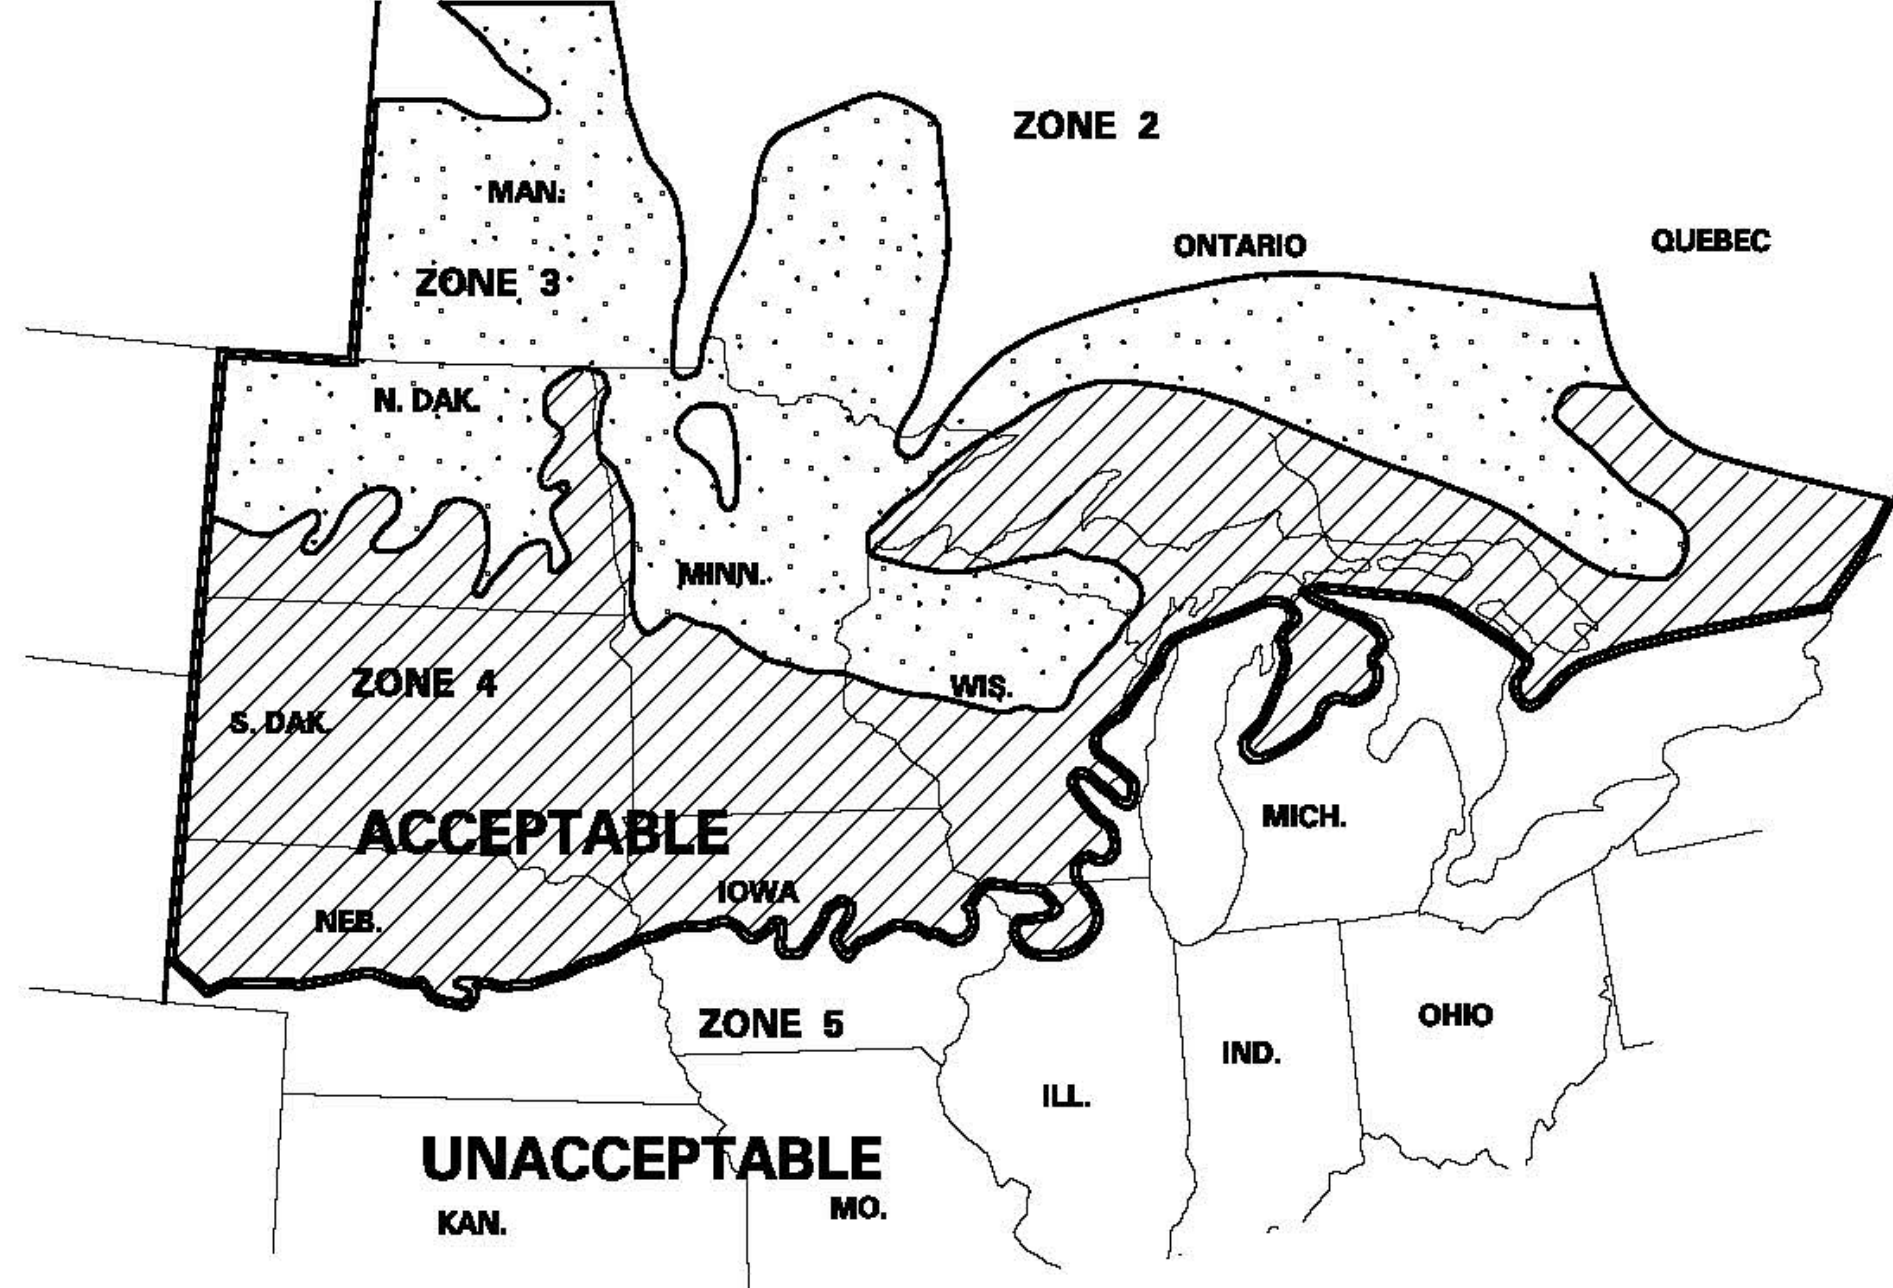 ZONE 2
MAN.
ONTARIO
QUEBEC
ZONE 3
N. DAK.
MINN.
ZONE 4
WIS.
S. DAK.
MICH.
ACCEPTABLE
IOWA
NEB.
OHIO
ZONE 5
IND.
ILL.
UNACCEPTABLE
MO.
KAN.